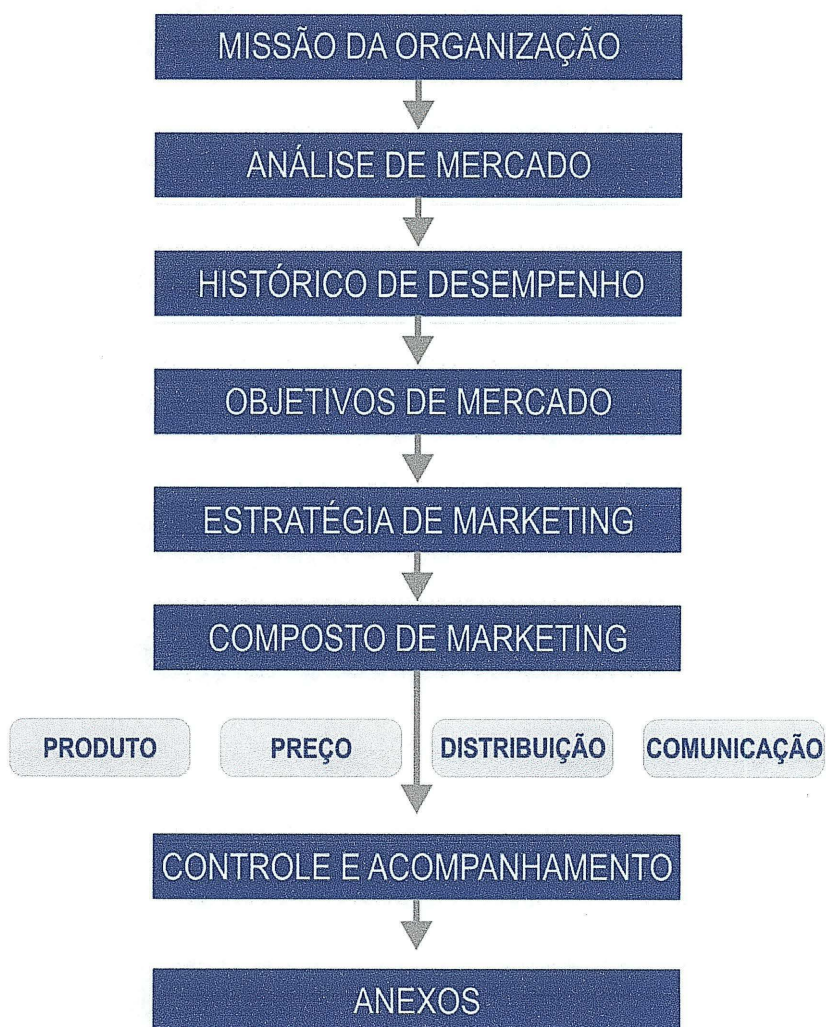 MISSÃO DA ORGANIZAÇÃO
ANÁLISE DE MERCADO
HISTÓRICO DE DESEMPENHO
OBJETIVOS DE MERCADO
ESTRATÉGIA DE MARKETING
COMPOSTO DE MARKETING
PRODUTO PREÇO DISTRIBUIÇÃO COMUNICAÇÃO
CONTROLE E ACOMPANHAMENTO
ANEXOS